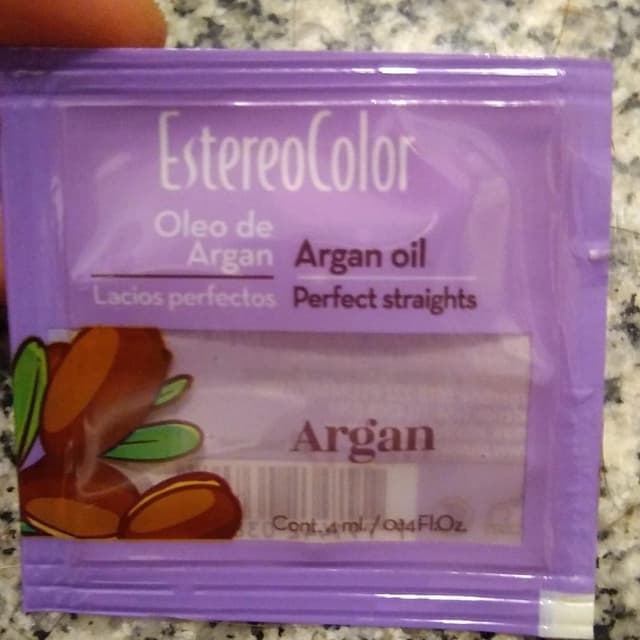 EstereoColor
Oleo de
Argan
Argan oil
Lacios perfectos
Perfect straights
Argan
Cont. 4 ml / 0.14 Fl.Oz.